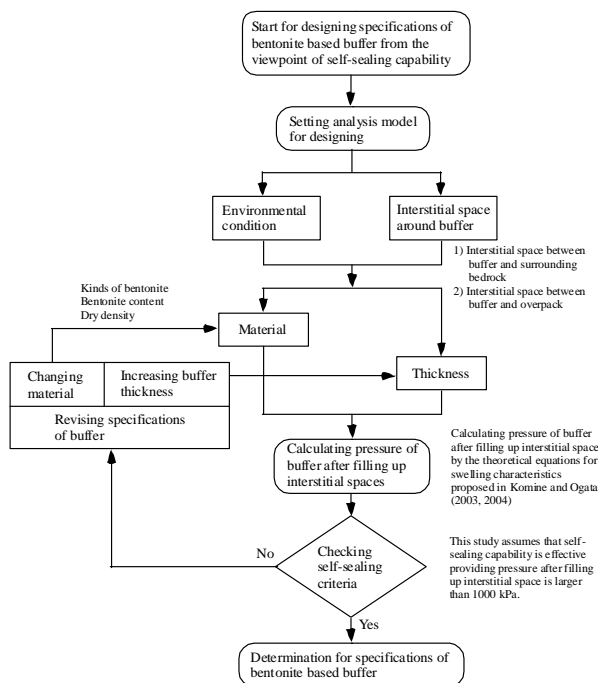 Start for designing specifications of
bentonite based buffer from the
viewpoint of self-sealing capability
Setting analysis model
for designing
Environmental
condition
Interstitial space
around buffer
1) Interstitial space between
buffer and surrounding
bedrock
2) Interstitial space between
buffer and overpack
Kinds of bentonite
Bentonite content
Dry density
Material
Thickness
Changing
material
Increasing buffer
thickness
Revising specifications
of buffer
Calculating pressure of
buffer after filling up
interstitial spaces
Calculating pressure of buffer
after filling up interstitial space
by the theoretical equations for
swelling characteristics
proposed in Komine and Ogata
(2003, 2004)
No
Checking
self-sealing
criteria
This study assumes that self-
sealing capability is effective
providing pressure after filling
up interstitial space is larger
than 1000 kPa.
Yes
Determination for specifications of
bentonite based buffer